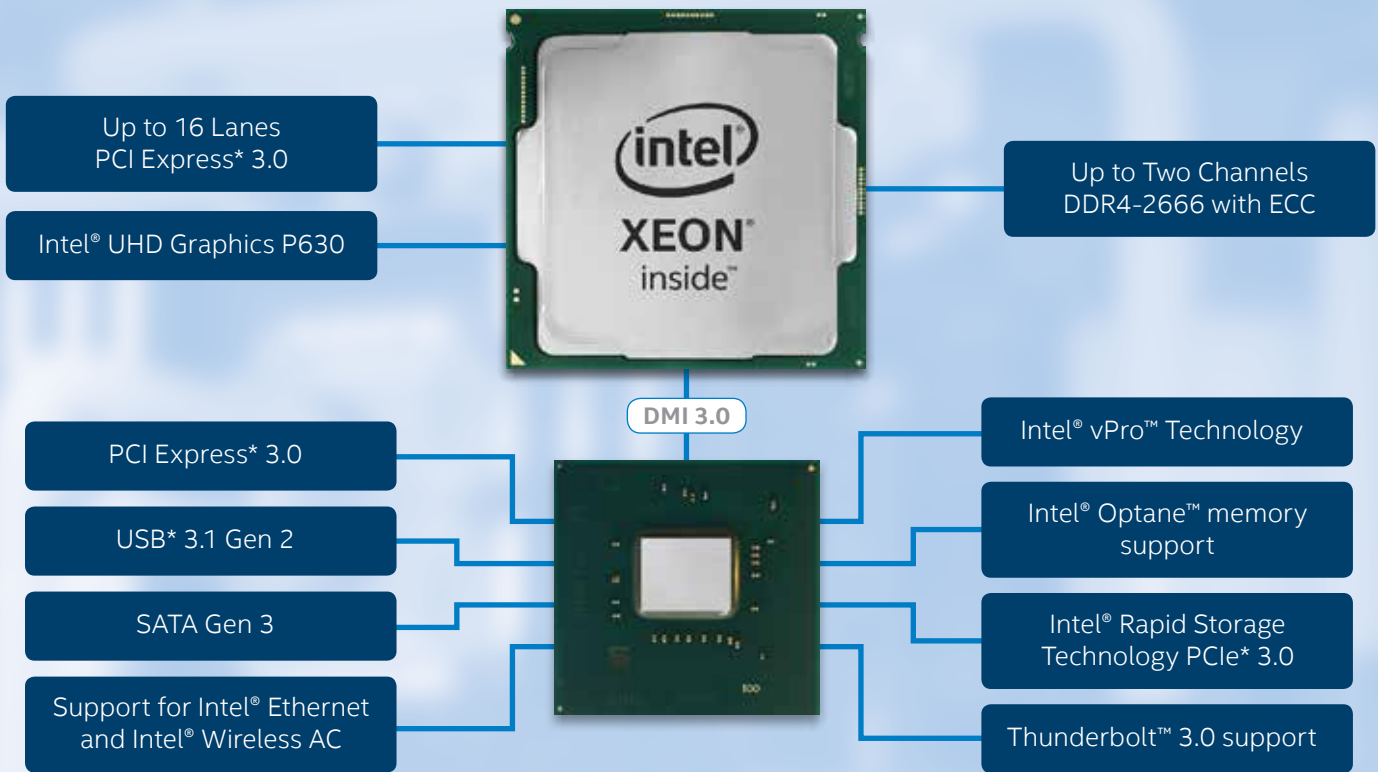 Up to 16 Lanes
PCI Express* 3.0
Intel® UHD Graphics P630
intel®
XEON®
inside™
Up to Two Channels
DDR4-2666 with ECC
DMI 3.0
PCI Express* 3.0
USB* 3.1 Gen 2
SATA Gen 3
Support for Intel® Ethernet
and Intel® Wireless AC
Intel® vPro™ Technology
Intel® Optane™ memory
support
Intel® Rapid Storage
Technology PCIe* 3.0
Thunderbolt™ 3.0 support